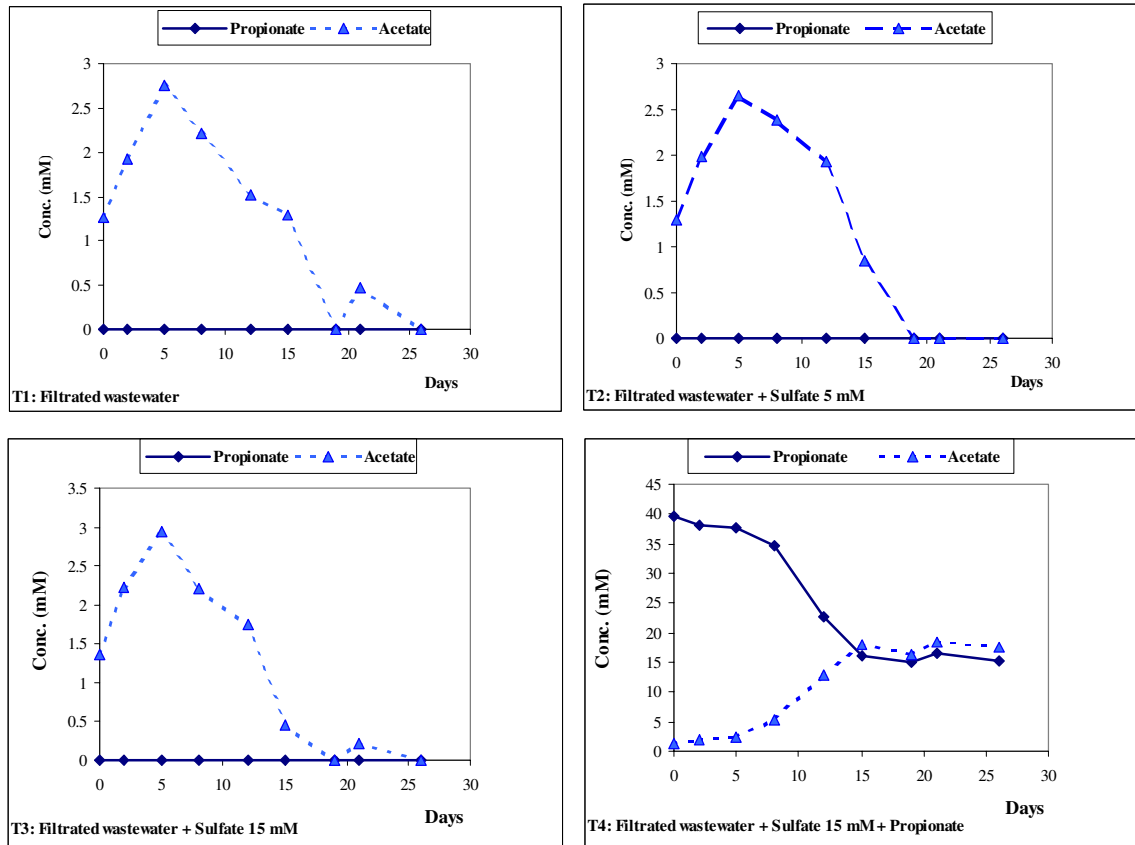 Propionate Acetate
3
2.5
2
1.5
1
0.5
0
Conc. (mM)
0 5 10 15 20 25 30
Days
T1: Filtrated wastewater
Propionate Acetate
3
2.5
2
1.5
1
0.5
0
Conc. (mM)
0 5 10 15 20 25 30
Days
T2: Filtrated wastewater + Sulfate 5 mM
Propionate Acetate
3.5
3
2.5
2
1.5
1
0.5
0
Conc. (mM)
0 5 10 15 20 25 30
Days
T3: Filtrated wastewater + Sulfate 15 mM
Propionate Acetate
45
40
35
30
25
20
15
10
5
0
Conc. (mM)
0 5 10 15 20 25 30
Days
T4: Filtrated wastewater + Sulfate 15 mM + Propionate